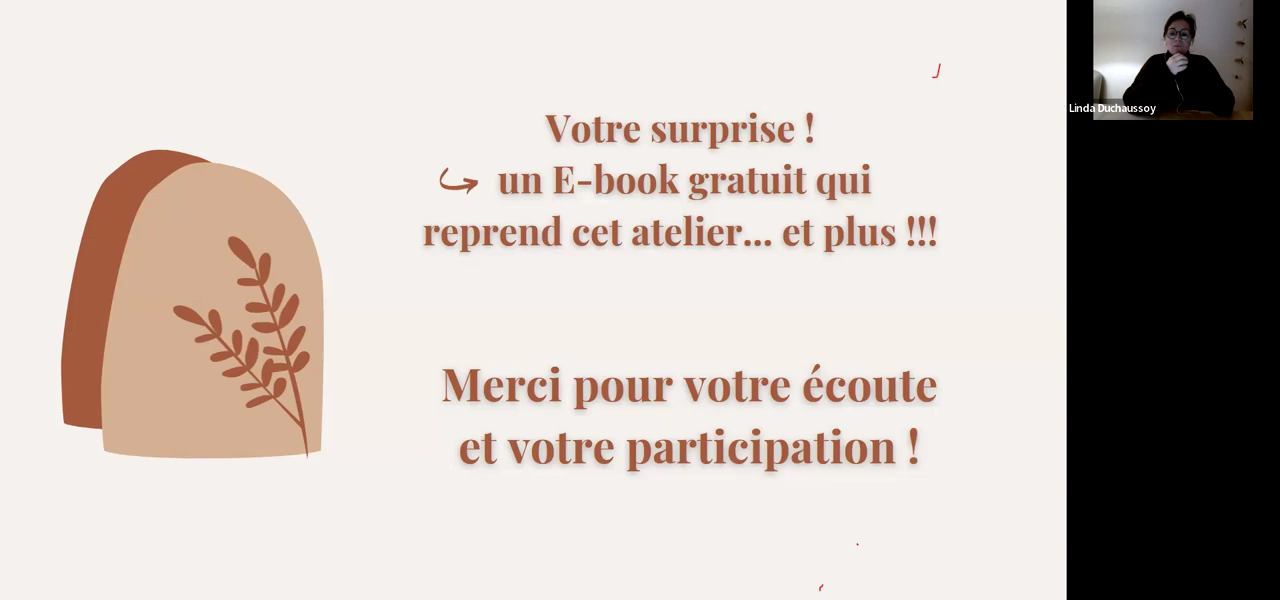 Votre surprise !
un E-book gratuit qui
reprend cet atelier... et plus !!!
Merci pour votre écoute
et votre participation !
Linda Duchaussoy